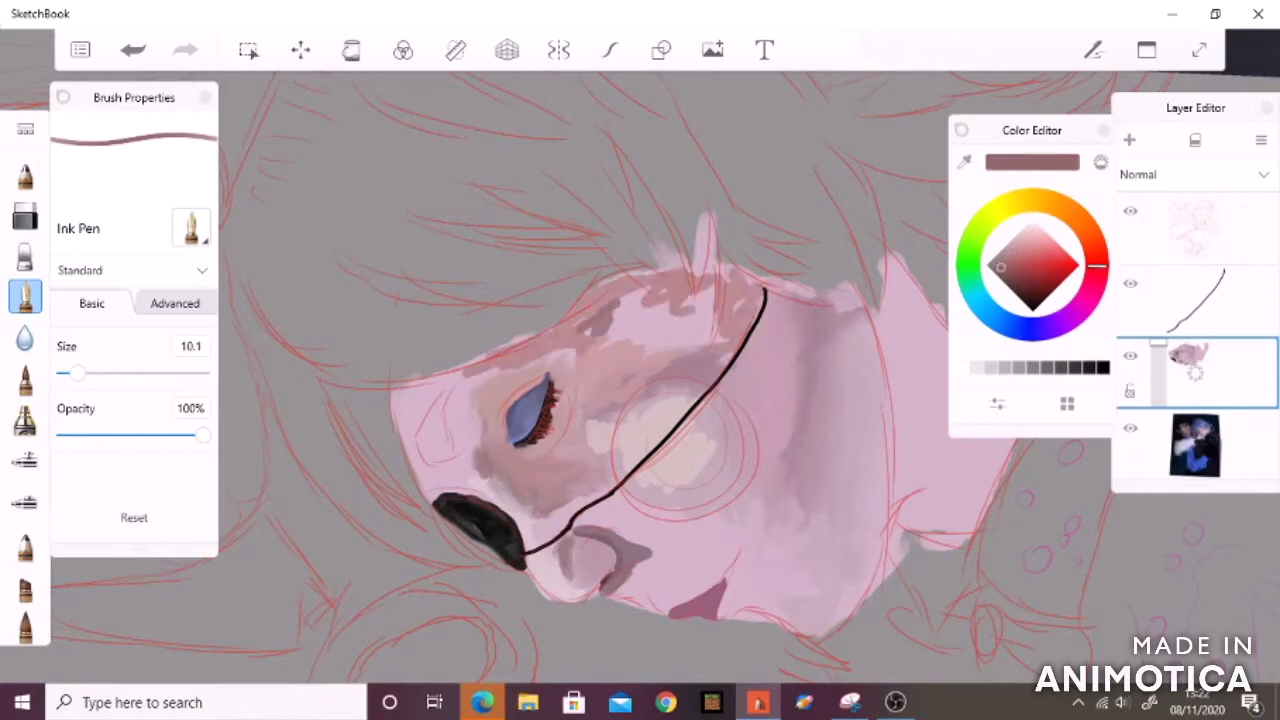 SketchBook
Brush Properties
Ink Pen
Standard
Basic Advanced
Size 10.1
Opacity 100%
Reset
Color Editor
Layer Editor
Normal
MADE IN
ANIMOTICA
Type here to search
08/11/2020
4